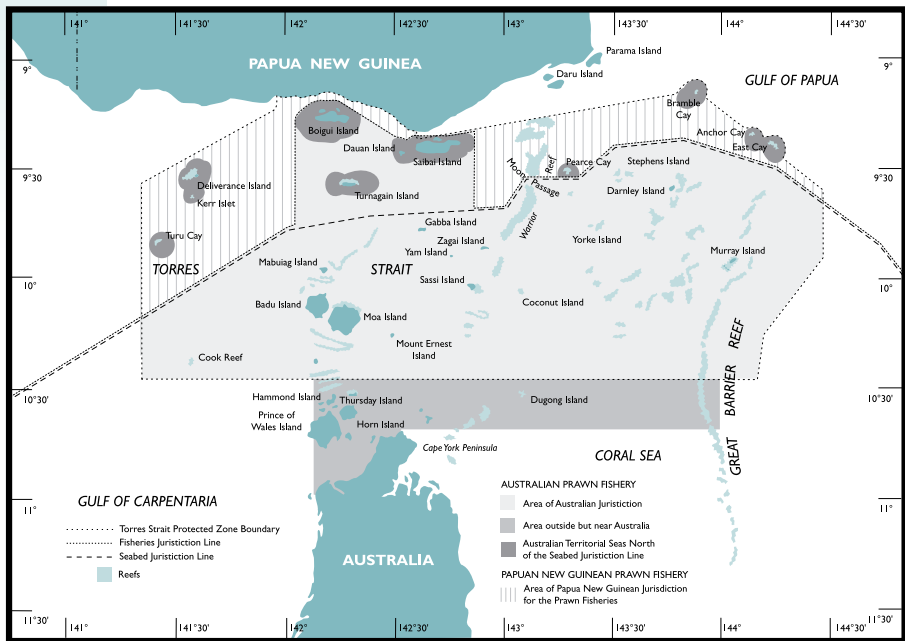 141°
141°.30'
142°
142°.30'
143°
143°.30'
144°
144°.30'
9°
9°
Parama Island
Daru Island
PAPUA NEW GUINEA
GULF OF PAPUA
Bramble
Cay
Boigui Island
Anchor Cay
East Cay
Dauan Island
Saibai Island
Moon
Passage
Reef
Warrior
Pearce Cay
Stephens Island
9°.30'
9°.30'
Deliverance Island
Kerr Islet
Turnagain Island
Darnley Island
Gabba Island
Turu Cay
Zagai Island
Yam Island
Yorke Island
Murray Island
Mabuiag Island
TORRES
STRAIT
Sassi Island
10°
10°
Badu Island
Moa Island
Coconut Island
Mount Ernest
Island
Cook Reef
GREAT BARRIER REEF
10°.30'
10°.30'
Hammond Island
Thursday Island
Dugong Island
Prince of
Wales Island
Horn Island
Cape York Peninsula
CORAL SEA
GULF OF CARPENTARIA
Torres Strait Protected Zone Boundary
Fisheries Juristiction Line
Seabed Juristiction Line
Reefs
AUSTRALIA
AUSTRALIAN PRAWN FISHERY
Area of Australian Juristiction
Area outside but near Australia
Australian Territorial Seas North
of the Seabed Juristiction Line
PAPUAN NEW GUINEAN PRAWN FISHERY
Area of Papua New Guinean Jurisdiction
for the Prawn Fisheries
11°
11°
11°.30'
11°.30'
141°
141°.30'
142°
142°.30'
143°
143°.30'
144°
144°.30'